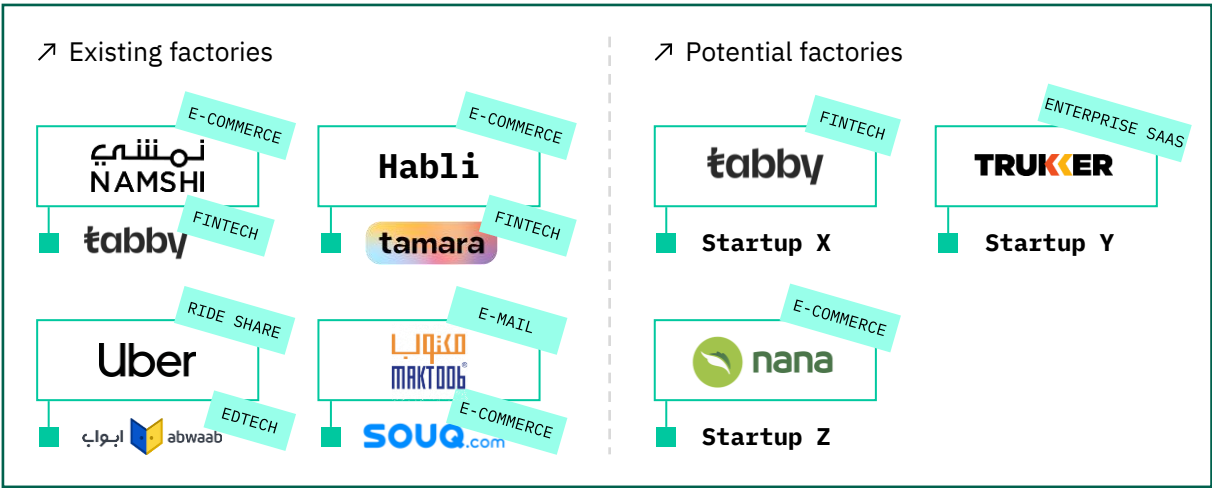 Existing factories
E-COMMERCE
نمشي
NAMSHI
FINTECH
tabby
E-COMMERCE
Habli
FINTECH
tamara
RIDE SHARE
Uber
EDTECH
ابواب abwaab
E-MAIL
مكتوب
MAKTOOB®
E-COMMERCE
SOUQ.com
Potential factories
FINTECH
tabby
Startup X
ENTERPRISE SAAS
TRUKKER
Startup Y
E-COMMERCE
nana
Startup Z